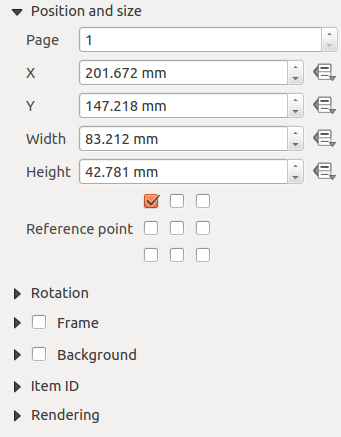 Position and size
Page 1
X 201.672 mm
Y 147.218 mm
Width 83.212 mm
Height 42.781 mm
Reference point
Rotation
Frame
Background
Item ID
Rendering